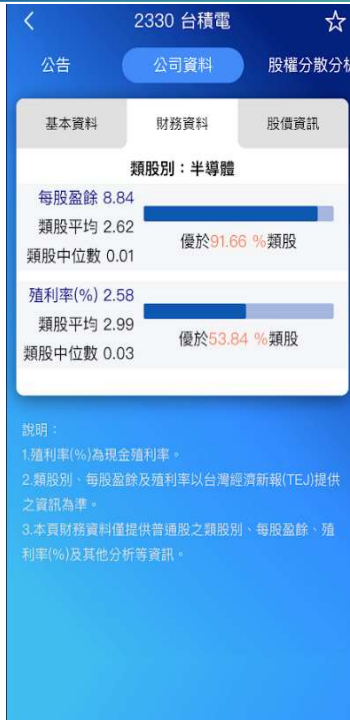 2330 台積電
公告 公司資料 股權分散分析
基本資料 財務資料 股價資訊
類股別：半導體
每股盈餘 8.84
類股平均 2.62
類股中位數 0.01
優於91.66 %類股
殖利率(%) 2.58
類股平均 2.99
類股中位數 0.03
優於53.84 %類股
說明：
1.殖利率(%)為現金殖利率。
2.類股別、每股盈餘及殖利率以台灣經濟新報(TEJ)提供
之資訊為準。
3.本頁財務資料僅提供普通股之類股別、每股盈餘、殖
利率(%)及其他分析等資訊。